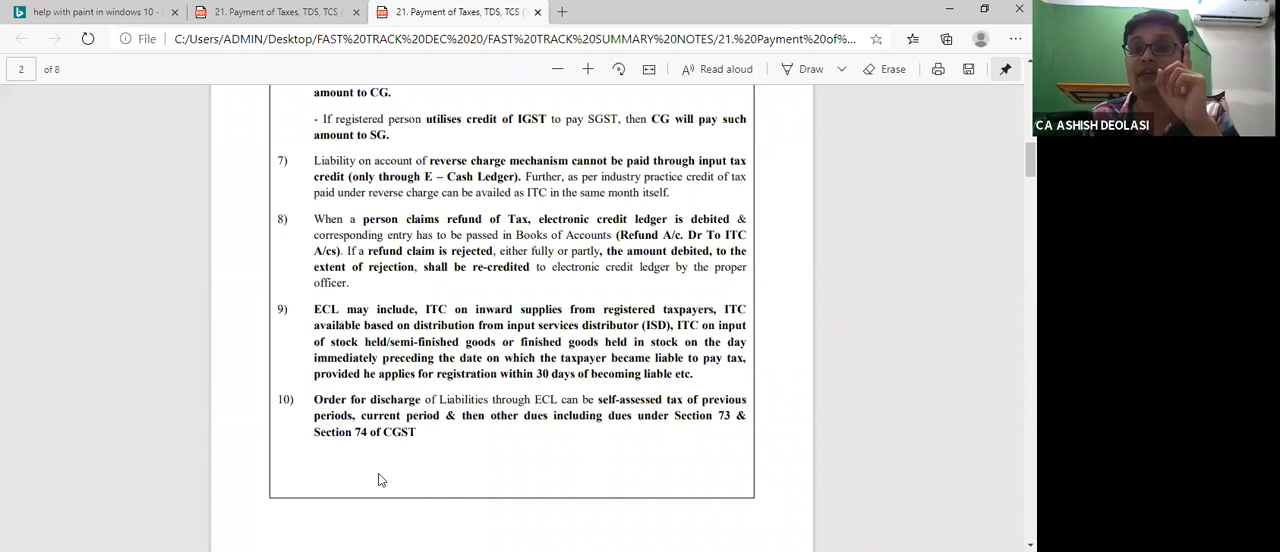 help with paint in windows 10 -
21. Payment of Taxes, TDS, TCS (
21. Payment of Taxes, TDS, TCS (
File
C:/Users/ADMIN/Desktop/FAST%20TRACK%20DEC%2020/FAST%20TRACK%20SUMMARY%20NOTES/21.%20Payment%20of%...
2 of 8
Read aloud
Draw
Erase
amount to CG.
- If registered person utilises credit of IGST to pay SGST, then CG will pay such
amount to SG.
7) Liability on account of reverse charge mechanism cannot be paid through input tax
credit (only through E – Cash Ledger). Further, as per industry practice credit of tax
paid under reverse charge can be availed as ITC in the same month itself.
8) When a person claims refund of Tax, electronic credit ledger is debited &
corresponding entry has to be passed in Books of Accounts (Refund A/c. Dr To ITC
A/cs). If a refund claim is rejected, either fully or partly, the amount debited, to the
extent of rejection, shall be re-credited to electronic credit ledger by the proper
officer.
9) ECL may include, ITC on inward supplies from registered taxpayers, ITC
available based on distribution from input services distributor (ISD), ITC on input
of stock held/semi-finished goods or finished goods held in stock on the day
immediately preceding the date on which the taxpayer became liable to pay tax,
provided he applies for registration within 30 days of becoming liable etc.
10) Order for discharge of Liabilities through ECL can be self-assessed tax of previous
periods, current period & then other dues including dues under Section 73 &
Section 74 of CGST
CA ASHISH DEOLASI